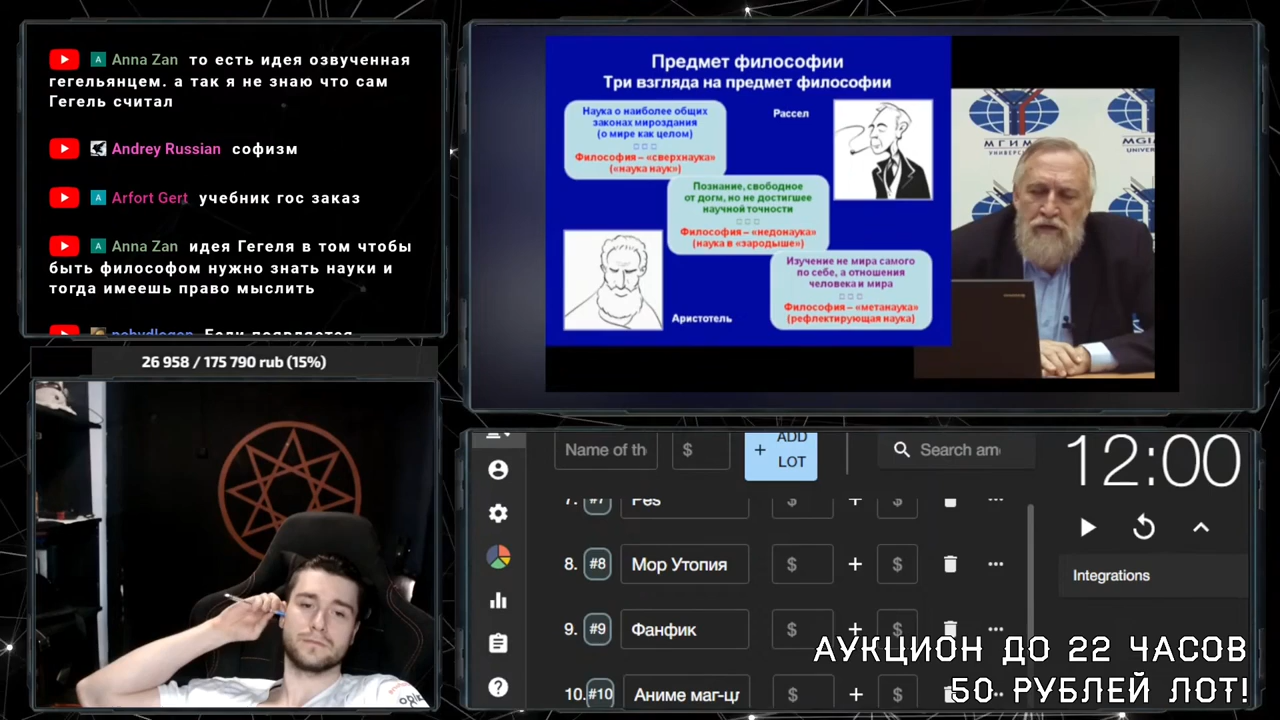 Anna Zan то есть идея озвученная
гегельянцем. а так я не знаю что сам
Гегель считал
Andrey Russian софизм
Arfort Gert учебник гос заказ
Anna Zan идея Гегеля в том чтобы
быть философом нужно знать науки и
тогда имеешь право мыслить
26 958 / 175 790 rub (15%)
Предмет философии
Три взгляда на предмет философии
Наука о наиболее общих
законах мироздания
(о мире как целом)
Философия – «сверхнаука»
(«наука наук»)
Рассел
Познание, свободное
от догм, но не достигшее
научной точности
Философия – «недонаука»
(наука в «зародыше»)
Изучение не мира самого
по себе, а отношения
человека и мира
Философия – «метанаука»
(рефлектирующая наука)
Аристотель
МГИМО
УНИВЕРС
MGI
UNIVER
Name of th
$
+ ADD
LOT
Search am
12:00
7. #7 Pes $ + $
8. #8 Мор Утопия $ + $
9. #9 Фанфик $ + $
10. #10 Аниме маг-ц $ + $
Integrations
АУКЦИОН ДО 22 ЧАСОВ
50 РУБЛЕЙ ЛОТ!